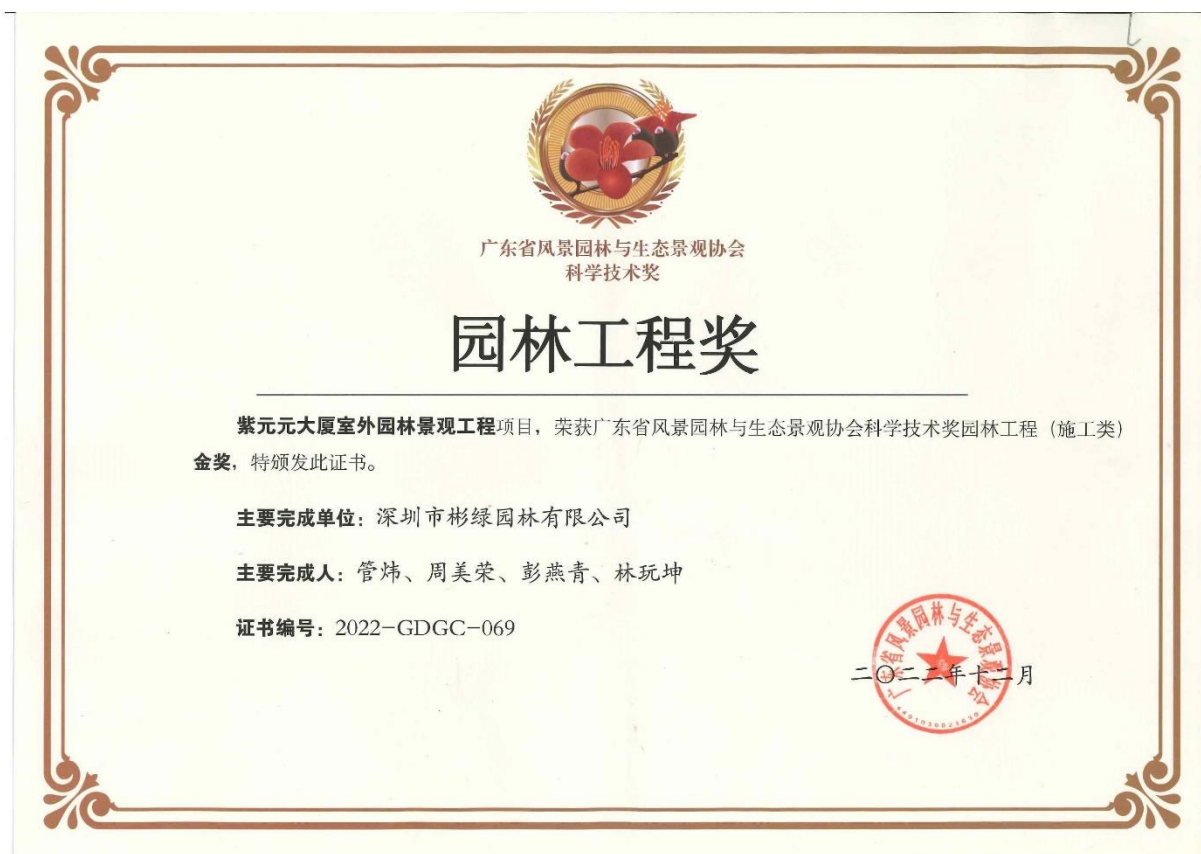 广东省风景园林与生态景观协会
科学技术奖
园林工程奖
紫元元大厦室外园林景观工程项目，荣获广东省风景园林与生态景观协会科学技术奖园林工程（施工类）
金奖，特颁发此证书。
主要完成单位：深圳市彬绿园林有限公司
主要完成人：管炜、周美荣、彭燕青、林玩坤
证书编号：2022-GDGC-069
广东省风景园林与生态景观协会
二〇二二年十二月